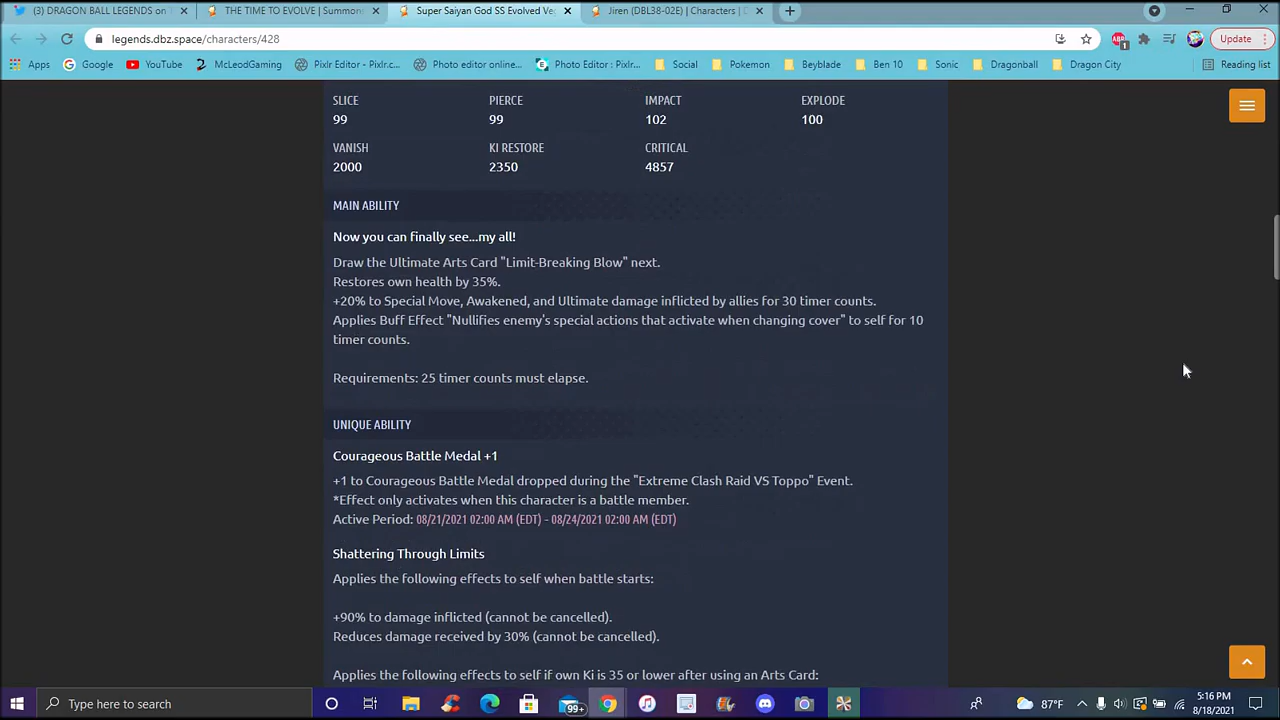 (3) DRAGON BALL LEGENDS on
THE TIME TO EVOLVE | Summon
Super Saiyan God SS Evolved Ve
Jiren (DBL38-02E) | Characters | D
legends.dbz.space/characters/428
1
Update
Apps Google YouTube McLeodGaming Pixlr Editor - Pixlr.c... Photo editor online... Photo Editor : Pixlr... Social Pokemon Beyblade Ben 10 Sonic Dragonball Dragon City Reading list
SLICE PIERCE IMPACT EXPLODE
99 99 102 100
VANISH KI RESTORE CRITICAL
2000 2350 4857
MAIN ABILITY
Now you can finally see...my all!
Draw the Ultimate Arts Card "Limit-Breaking Blow" next.
Restores own health by 35%.
+20% to Special Move, Awakened, and Ultimate damage inflicted by allies for 30 timer counts.
Applies Buff Effect "Nullifies enemy's special actions that activate when changing cover" to self for 10
timer counts.
Requirements: 25 timer counts must elapse.
UNIQUE ABILITY
Courageous Battle Medal +1
+1 to Courageous Battle Medal dropped during the "Extreme Clash Raid VS Toppo" Event.
*Effect only activates when this character is a battle member.
Active Period: 08/21/2021 02:00 AM (EDT) - 08/24/2021 02:00 AM (EDT)
Shattering Through Limits
Applies the following effects to self when battle starts:
+90% to damage inflicted (cannot be cancelled).
Reduces damage received by 30% (cannot be cancelled).
Applies the following effects to self if own Ki is 35 or lower after using an Arts Card:
Type here to search
99+
87°F
5:16 PM
8/18/2021